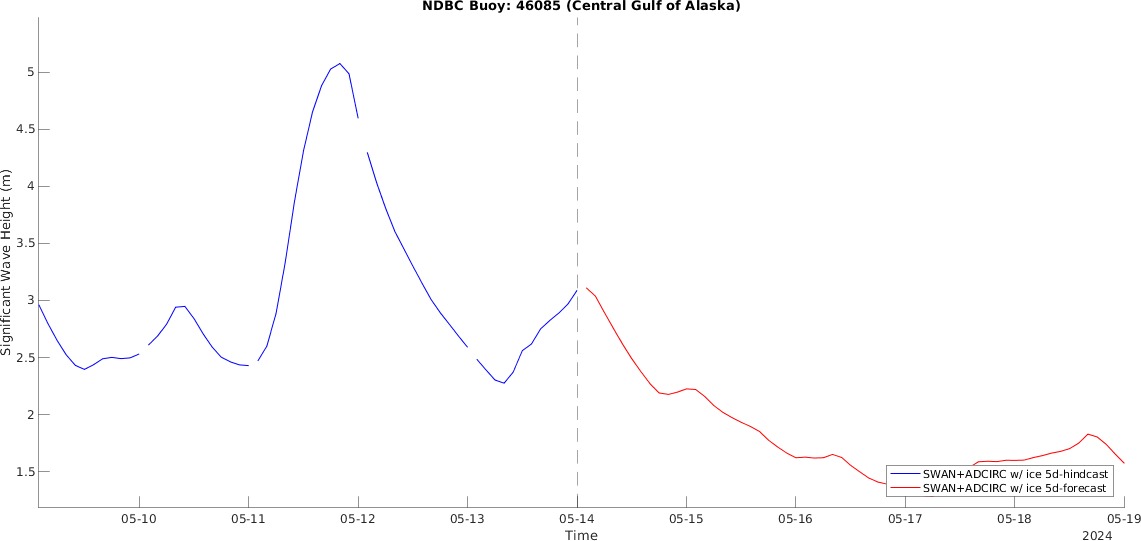 NDBC Buoy: 46085 (Central Gulf of Alaska)
Significant Wave Height (m)
5
4.5
4
3.5
3
2.5
2
1.5
SWAN+ADCIRC w/ ice 5d-hindcast
SWAN+ADCIRC w/ ice 5d-forecast
05-10 05-11 05-12 05-13 05-14 05-15 05-16 05-17 05-18 05-19
Time
2024